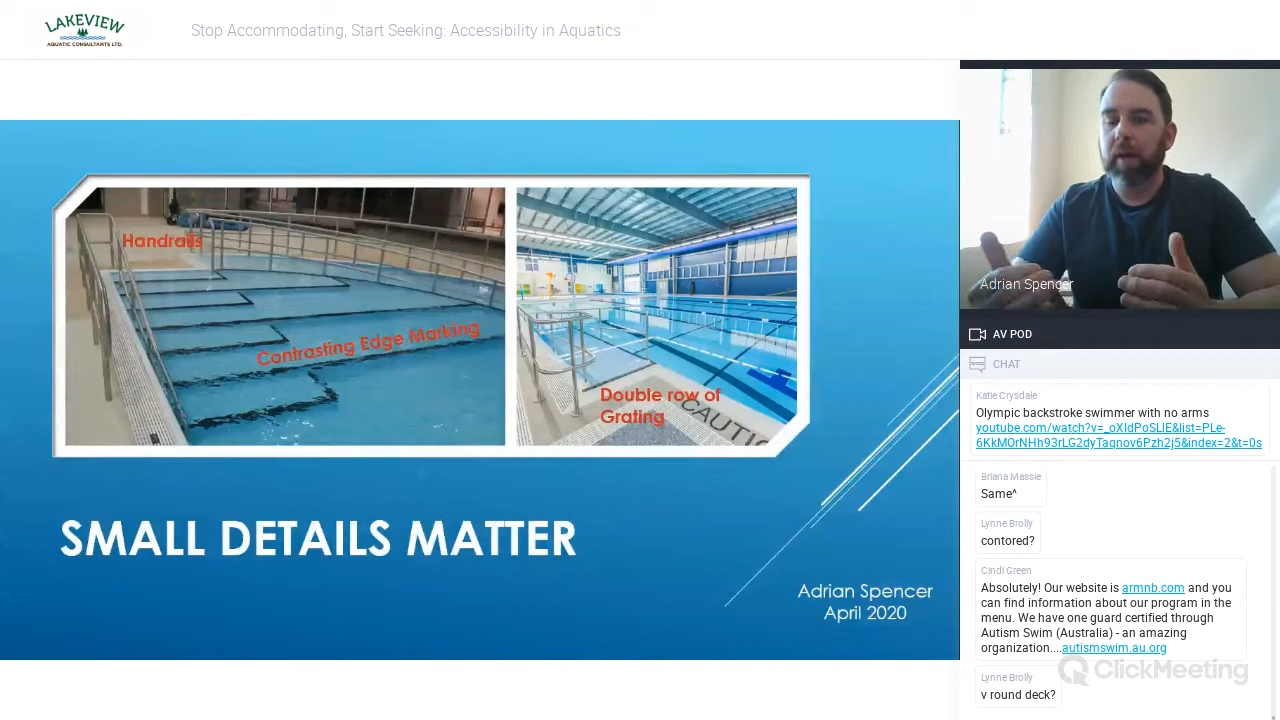 LAKEVIEW
AQUATIC CONSULTANTS LTD.
Stop Accommodating, Start Seeking: Accessibility in Aquatics
Handrails
Contrasting Edge Marking
Double row of
Grating
CAUTIO
SMALL DETAILS MATTER
Adrian Spencer
April 2020
Adrian Spencer
AV POD
CHAT
Katie Crysdale
Olympic backstroke swimmer with no arms
youtube.com/watch?v=_oXIdPoSLlE&list=PLe-
6KkMOrNHh93rLG2dyTaqnov6Pzh2j5&index=2&t=0s
Briana Massie
Same^
Lynne Brolly
contored?
Cindi Green
Absolutely! Our website is armnb.com and you
can find information about our program in the
menu. We have one guard certified through
Autism Swim (Australia) - an amazing
organization....autismswim.au.org
ClickMeeting
Lynne Brolly
v round deck?